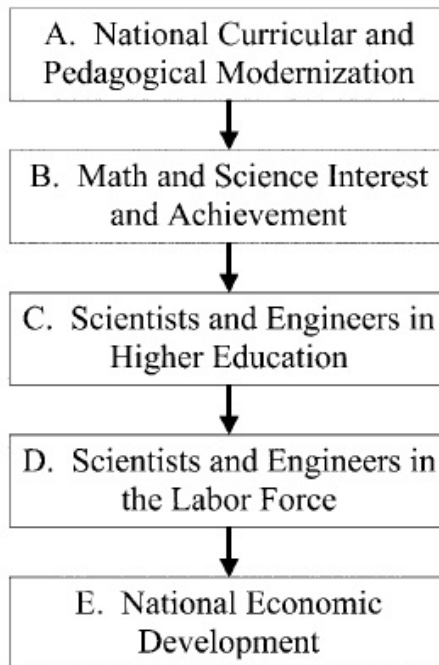 A. National Curricular and
Pedagogical Modernization
B. Math and Science Interest
and Achievement
C. Scientists and Engineers in
Higher Education
D. Scientists and Engineers in
the Labor Force
E. National Economic
Development